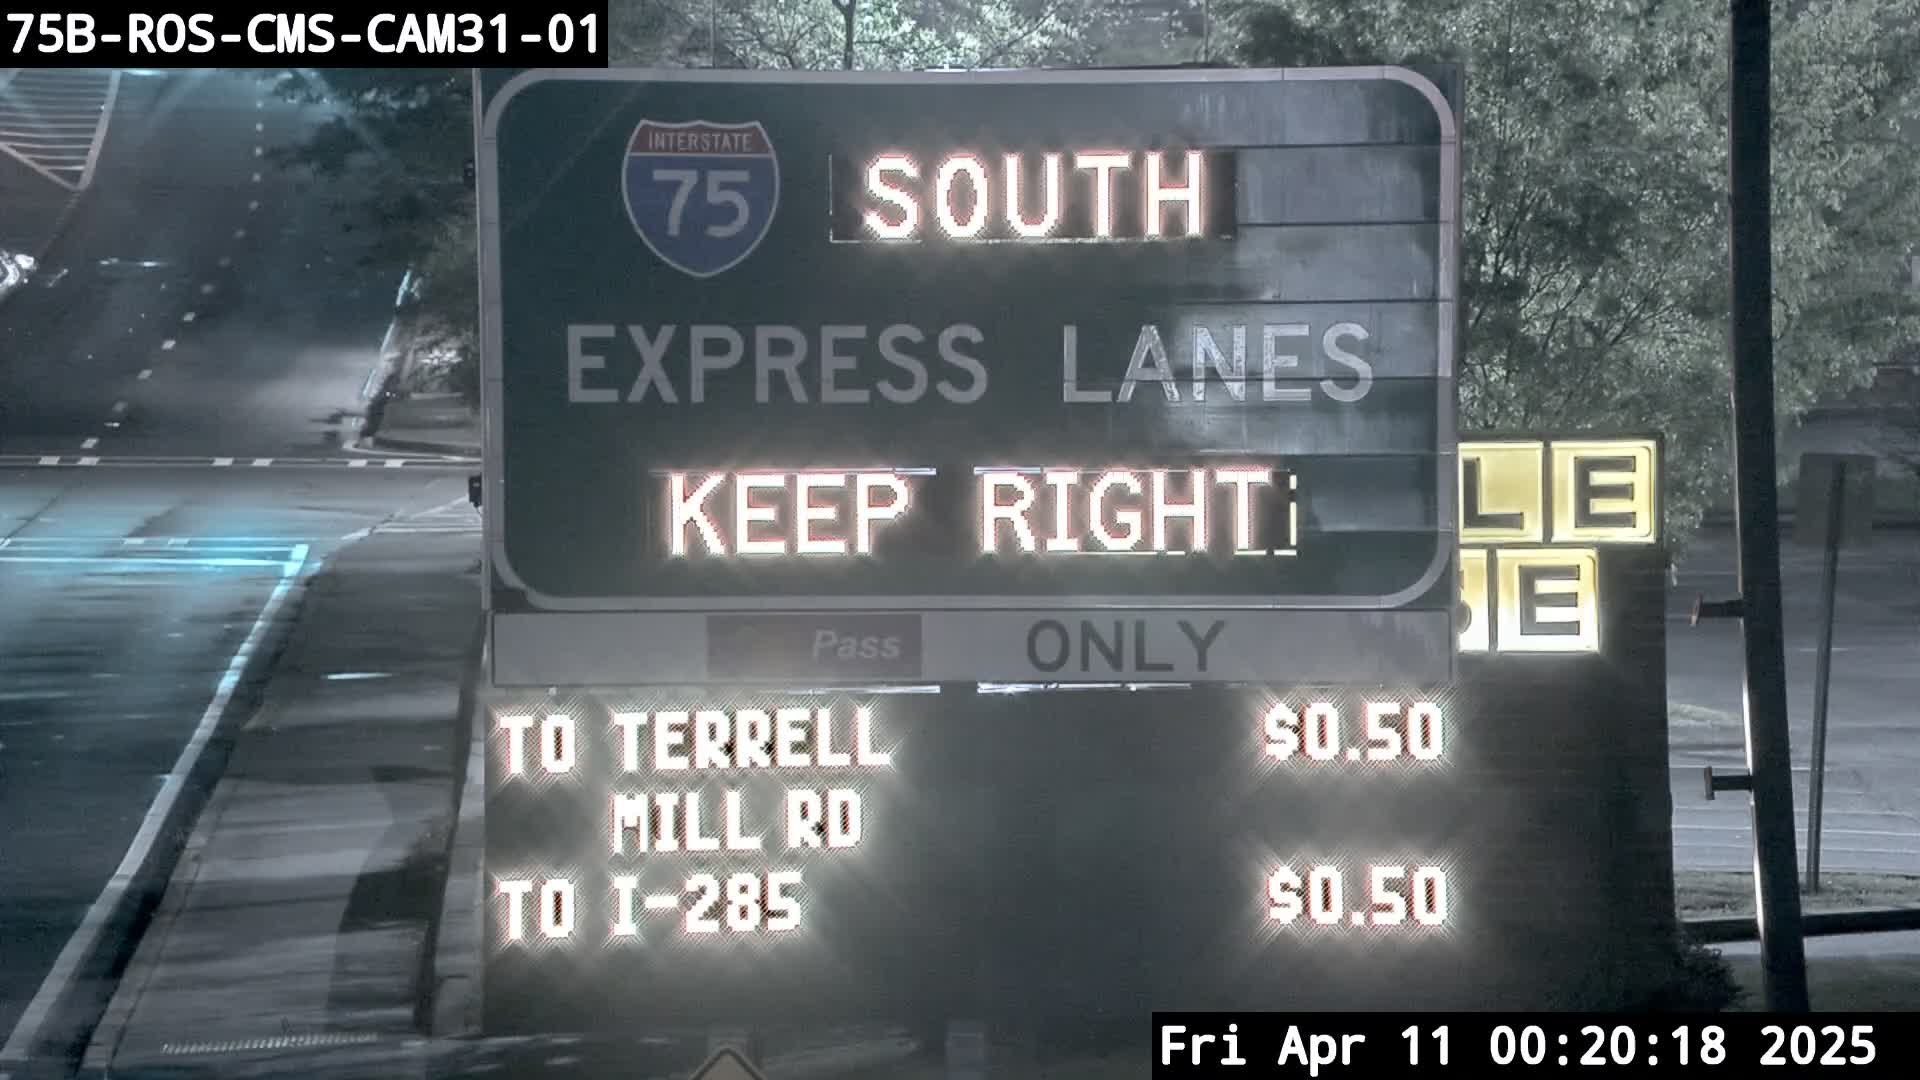 75B-ROS-CMS-CAM31-01
INTERSTATE
75
SOUTH
EXPRESS LANES
KEEP RIGHT
Pass ONLY
TO TERRELL $0.50
MILL RD
TO I-285 $0.50
LE
E
Fri Apr 11 00:20:18 2025